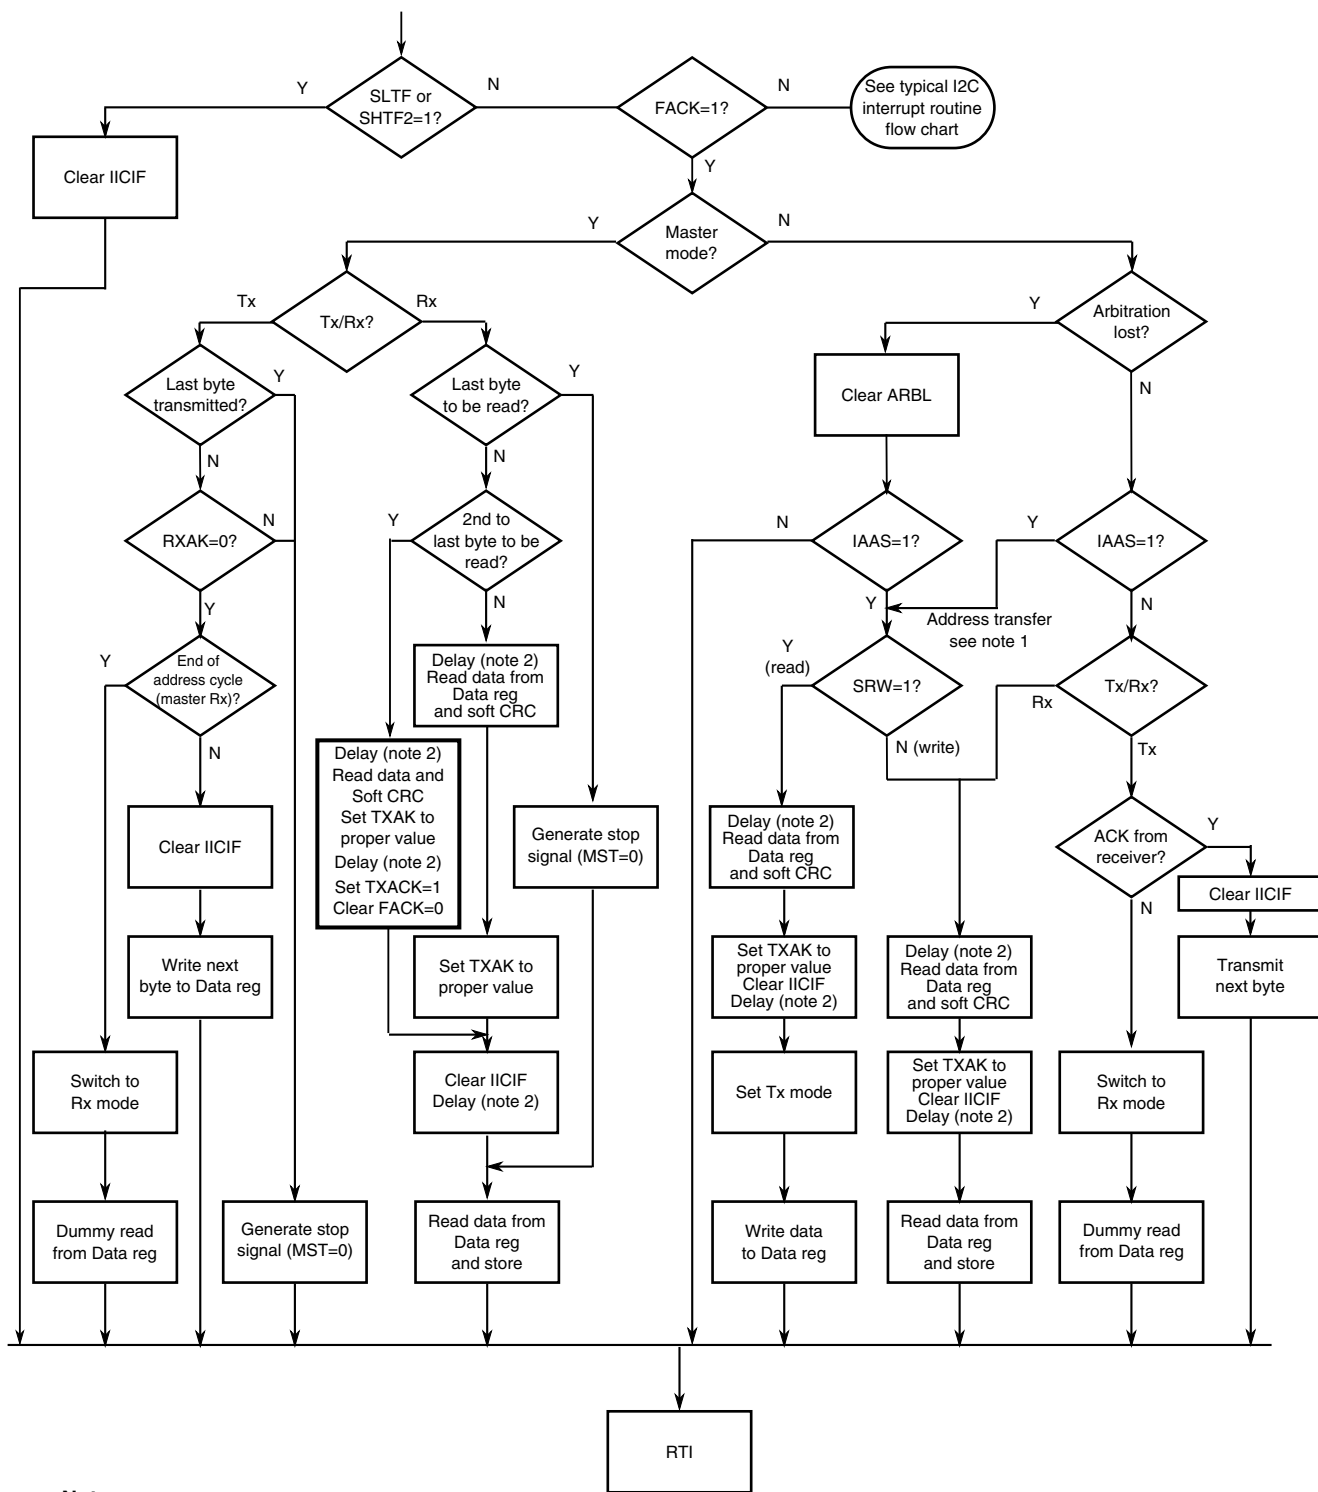 Y
SLTF or
SHTF2=1?
N
FACK=1?
N
See typical I2C
interrupt routine
flow chart
Clear IICIF
Y
Y
Master
mode?
N
Tx
Tx/Rx?
Rx
Y
Arbitration
lost?
Last byte
transmitted?
Y
Last byte
to be read?
Y
Clear ARBL
N
N
N
RXAK=0?
N
Y
2nd to
last byte to be
read?
N
IAAS=1?
Y
IAAS=1?
Y
N
Y
N
Address transfer
see note 1
Y
End of
address cycle
(master Rx)?
Delay (note 2)
Read data from
Data reg
and soft CRC
Y
(read)
SRW=1?
Rx
Tx/Rx?
N
N (write)
Tx
Delay (note 2)
Read data and
Soft CRC
Set TXAK to
proper value
Delay (note 2)
Set TXACK=1
Clear FACK=0
Clear IICIF
Generate stop
signal (MST=0)
Delay (note 2)
Read data from
Data reg
and soft CRC
ACK from
receiver?
Y
N
Clear IICIF
Write next
byte to Data reg
Set TXAK to
proper value
Set TXAK to
proper value
Clear IICIF
Delay (note 2)
Delay (note 2)
Read data from
Data reg
and soft CRC
Transmit
next byte
Switch to
Rx mode
Clear IICIF
Delay (note 2)
Set Tx mode
Set TXAK to
proper value
Clear IICIF
Delay (note 2)
Switch to
Rx mode
Dummy read
from Data reg
Generate stop
signal (MST=0)
Read data from
Data reg
and store
Write data
to Data reg
Read data from
Data reg
and store
Dummy read
from Data reg
RTI